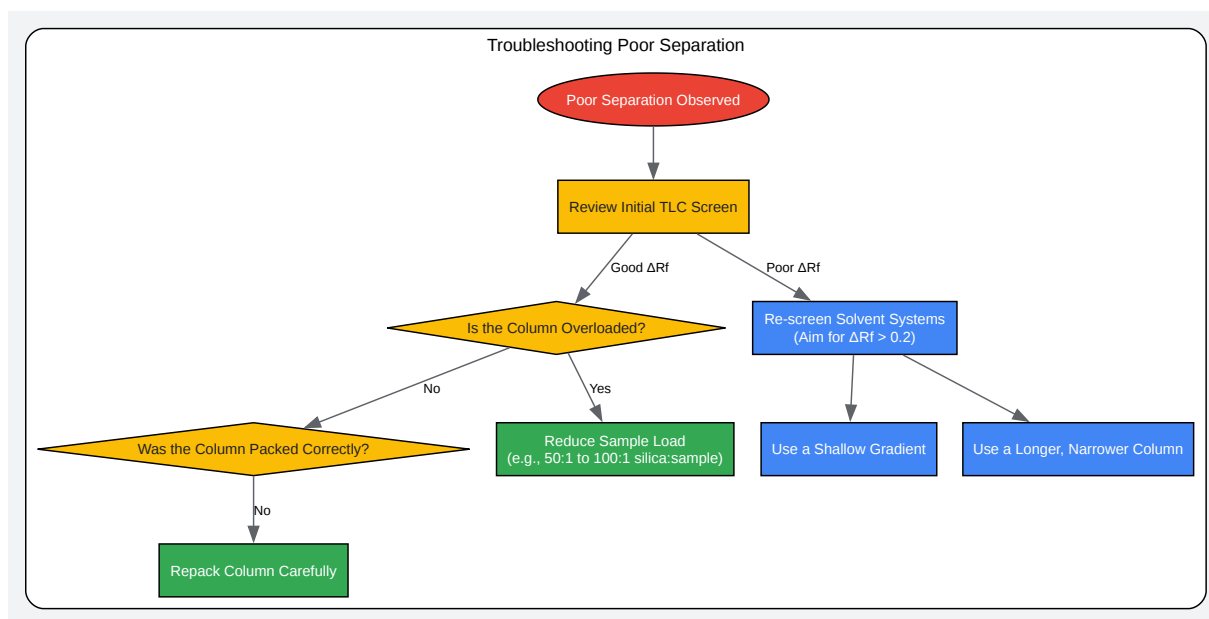 Troubleshooting Poor Separation
Poor Separation Observed
Review Initial TLC Screen
Good ΔRf
Poor ΔRf
Is the Column Overloaded?
Re-screen Solvent Systems
(Aim for ΔRf > 0.2)
No
Yes
Was the Column Packed Correctly?
Reduce Sample Load
(e.g., 50:1 to 100:1 silica:sample)
Use a Shallow Gradient
Use a Longer, Narrower Column
No
Repack Column Carefully